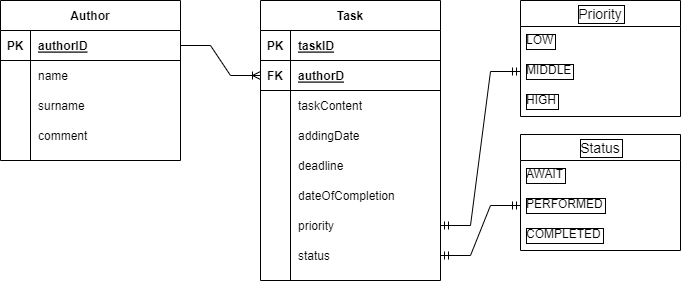 Author
PK authorID
name
surname
comment
Task
PK taskID
FK authorD
taskContent
addingDate
deadline
dateOfCompletion
priority
status
Priority
LOW
MIDDLE
HIGH
Status
AWAIT
PERFORMED
COMPLETED